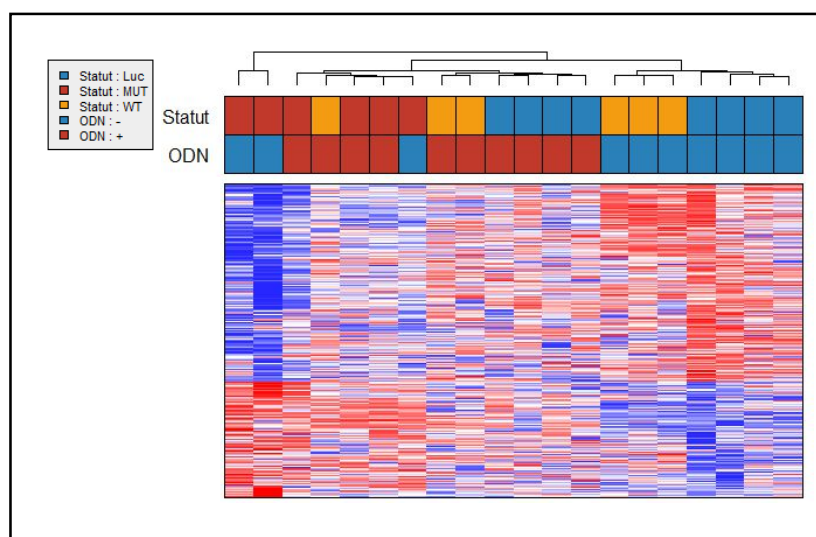 Statut : Luc
Statut : MUT
Statut : WT
ODN : -
ODN : +
Statut
ODN